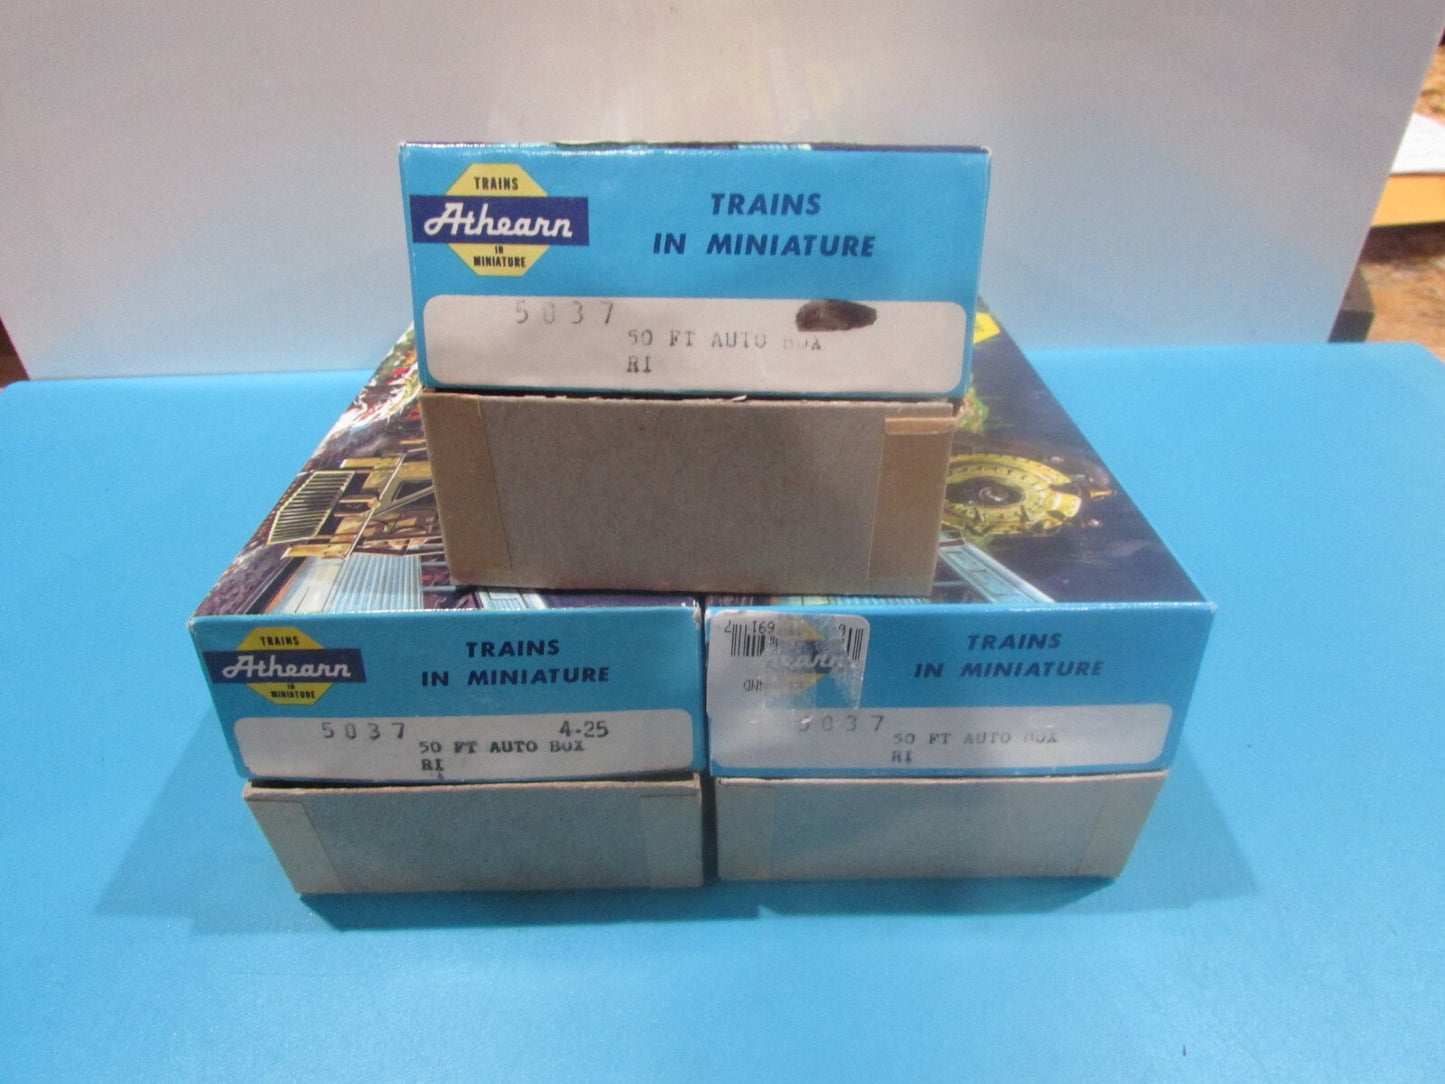 TRAINS
Athearn
IN
MINIATURE
TRAINS
IN MINIATURE
5037
50 FT AUTO BOX
RI
TRAINS
Athearn
IN
MINIATURE
TRAINS
IN MINIATURE
5037 4-25
50 FT AUTO BOX
RI
TRAINS
IN MINIATURE
5037
50 FT AUTO BOX
RI